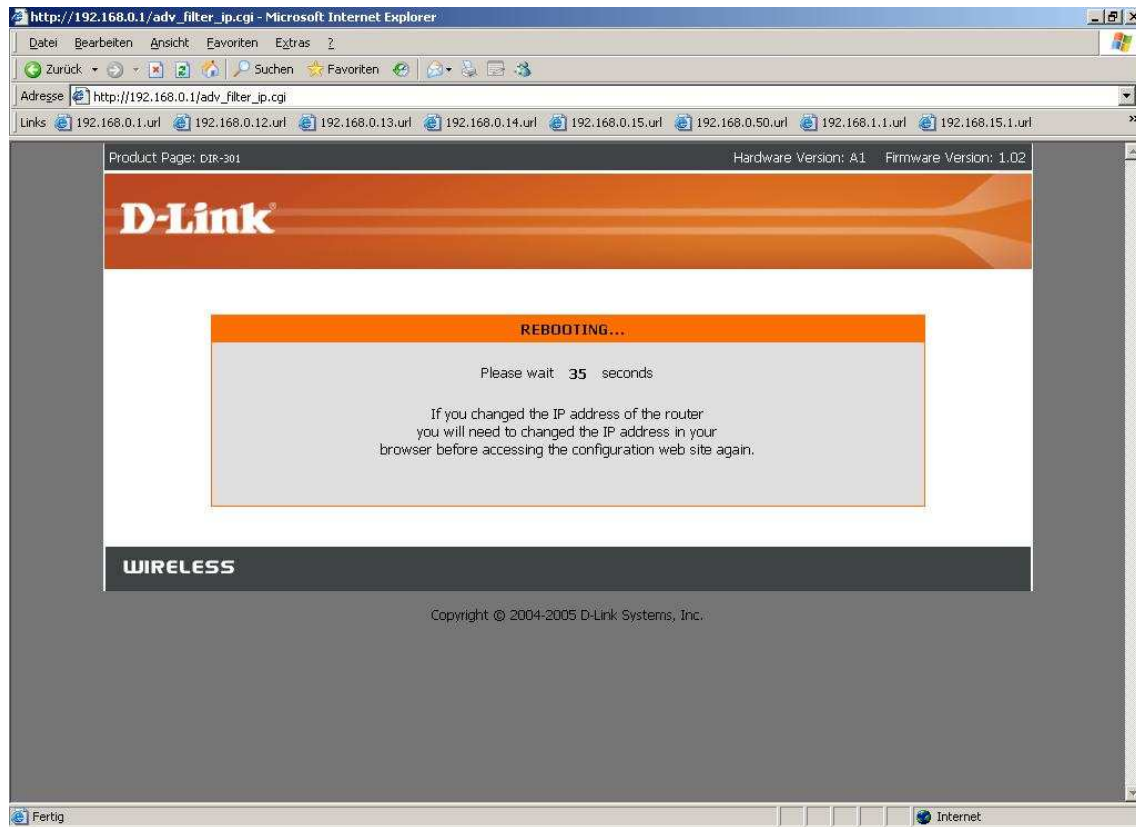 http://192.168.0.1/adv_filter_ip.cgi - Microsoft Internet Explorer
Datei Bearbeiten Ansicht Favoriten Extras ?
Zurück Suchen Favoriten
Adresse http://192.168.0.1/adv_filter_ip.cgi
Links 192.168.0.1.url 192.168.0.12.url 192.168.0.13.url 192.168.0.14.url 192.168.0.15.url 192.168.0.50.url 192.168.1.1.url 192.168.15.1.url »
Product Page: DIR-301 Hardware Version: A1 Firmware Version: 1.02
D-Link®
REBOOTING...
Please wait 35 seconds
If you changed the IP address of the router
you will need to changed the IP address in your
browser before accessing the configuration web site again.
WIRELESS
Copyright © 2004-2005 D-Link Systems, Inc.
Fertig Internet